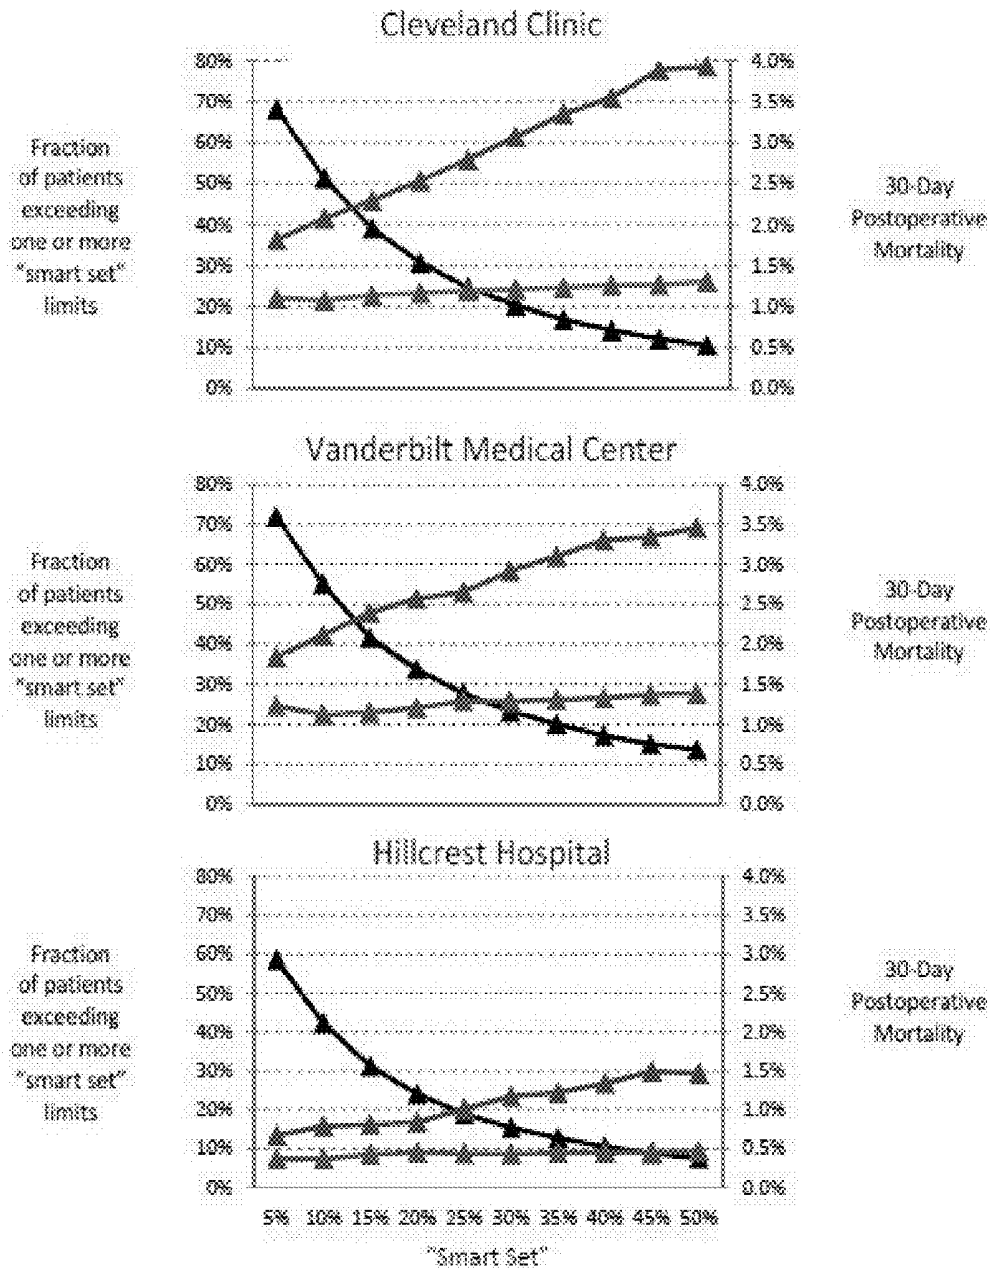 Cleveland Clinic
80% 4.0%
70% 3.5%
60% 3.0%
50% 2.5%
40% 2.0%
30% 1.5%
20% 1.0%
10% 0.5%
0% 0.0%
Fraction
of patients
exceeding
one or more
"smart set"
limits
30-Day
Postoperative
Mortality
Vanderbilt Medical Center
80% 4.0%
70% 3.5%
60% 3.0%
50% 2.5%
40% 2.0%
30% 1.5%
20% 1.0%
10% 0.5%
0% 0.0%
Fraction
of patients
exceeding
one or more
"smart set"
limits
30-Day
Postoperative
Mortality
Hillcrest Hospital
80% 4.0%
70% 3.5%
60% 3.0%
50% 2.5%
40% 2.0%
30% 1.5%
20% 1.0%
10% 0.5%
0% 0.0%
Fraction
of patients
exceeding
one or more
"smart set"
limits
30-Day
Postoperative
Mortality
5% 10% 15% 20% 25% 30% 35% 40% 45% 50%
"Smart Set"